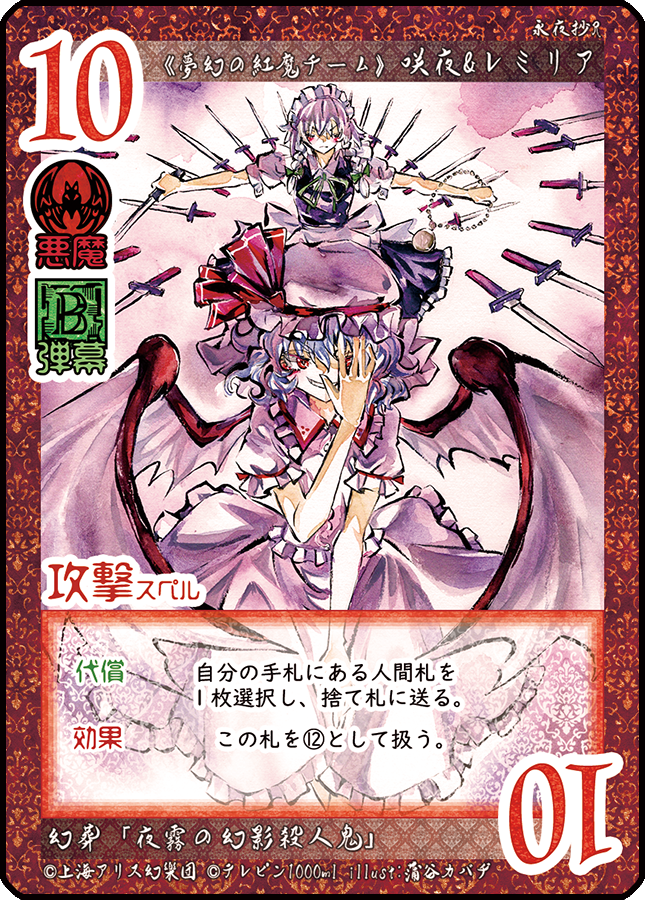 永夜抄
10
《夢幻の紅魔チーム》咲夜&レミリア
悪魔
B
弾幕
攻撃スペル
代償 自分の手札にある人間札を
1枚選択し、捨て札に送る。
効果 この札を⑫として扱う。
10
幻葬「夜霧の幻影殺人鬼」
©上海アリス幻樂団 ©テレピン1000ml illust:蒲谷カバヂ